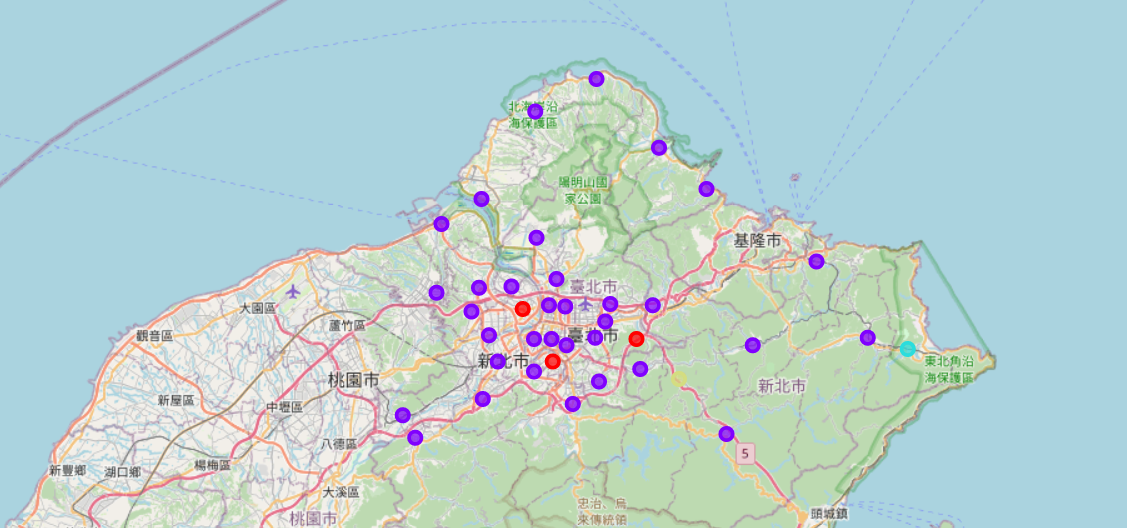 北海岸沿
海保護區
陽明山國
家公園
基隆市
臺北市
大園區
蘆竹區
觀音區
臺北市
新北市
東北角沿
海保護區
桃園市
新北市
新屋區
中壢區
八德區
5
新豐鄉
湖口鄉
楊梅區
大溪區
忠治、烏
來傳統領
桃園市
頭城鎮